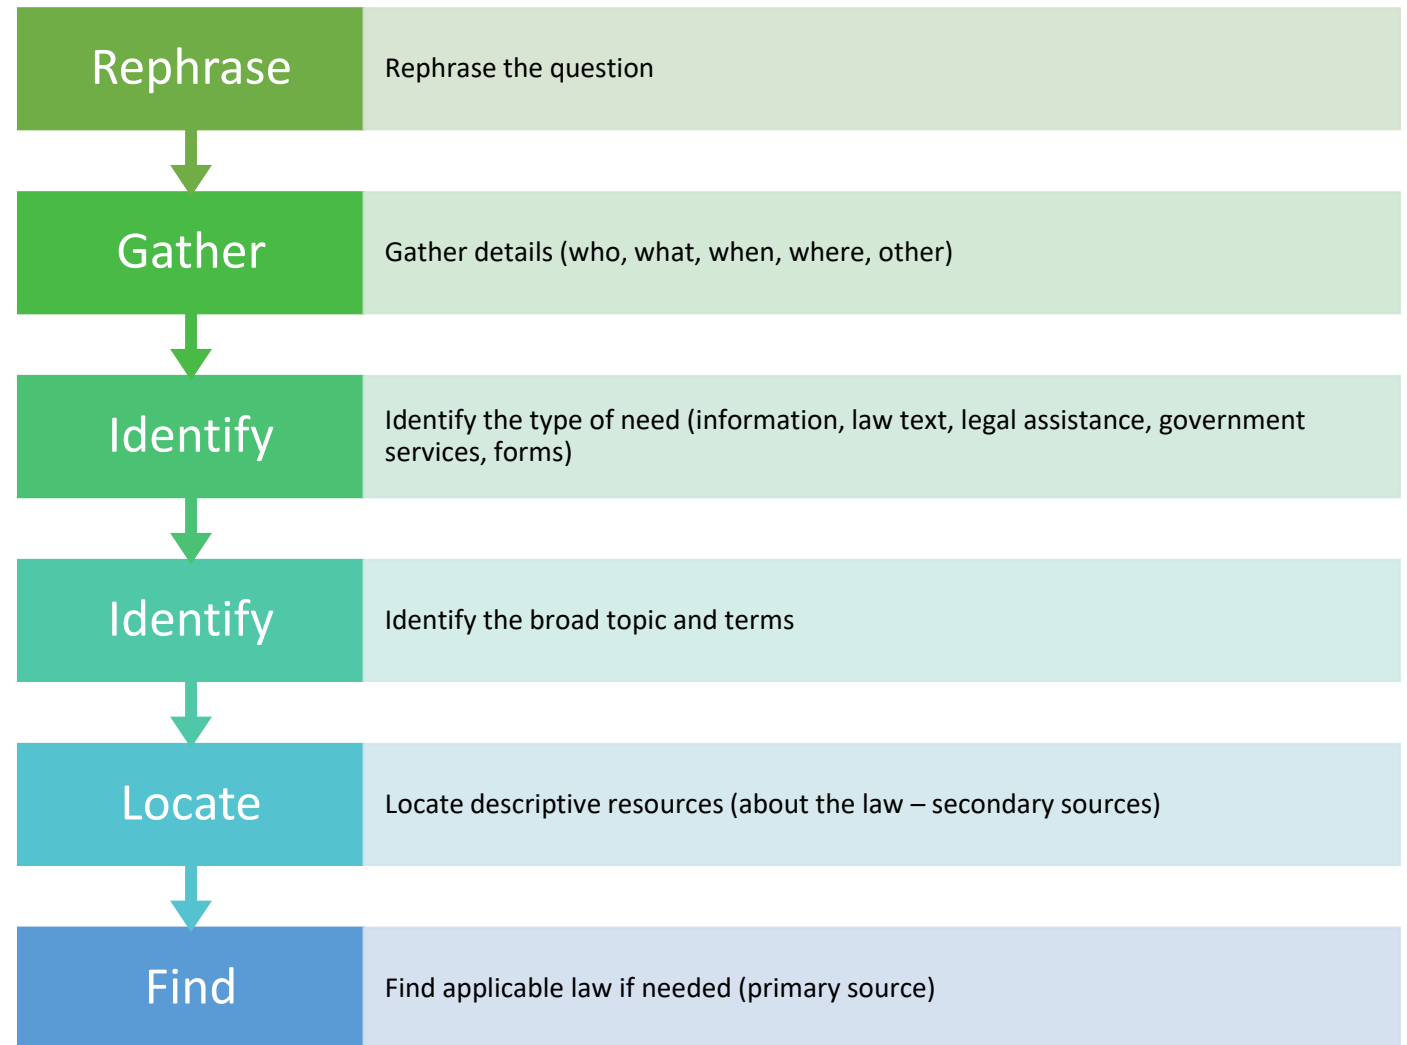 Rephrase
Rephrase the question
Gather
Gather details (who, what, when, where, other)
Identify
Identify the type of need (information, law text, legal assistance, government
services, forms)
Identify
Identify the broad topic and terms
Locate
Locate descriptive resources (about the law – secondary sources)
Find
Find applicable law if needed (primary source)